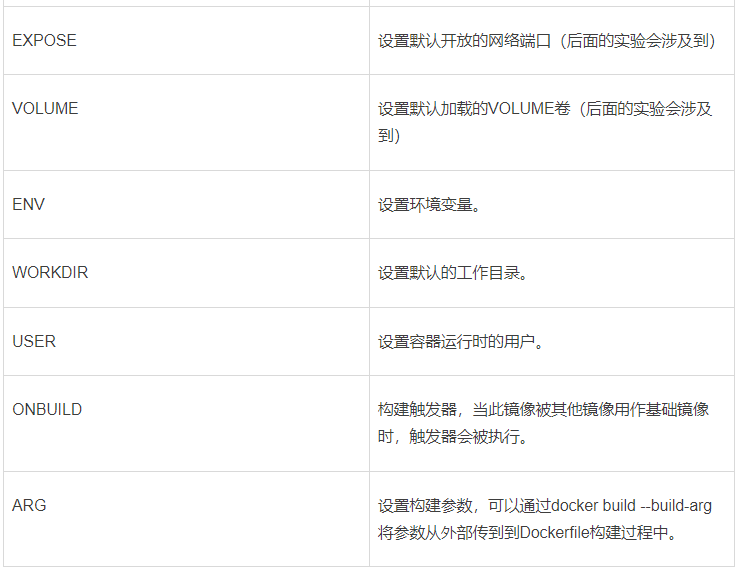 EXPOSE
设置默认开放的网络端口（后面的实验会涉及到）
VOLUME
设置默认加载的VOLUME卷（后面的实验会涉及
到）
ENV
设置环境变量。
WORKDIR
设置默认的工作目录。
USER
设置容器运行时的用户。
ONBUILD
构建触发器，当此镜像被其他镜像用作基础镜像
时，触发器会被执行。
ARG
设置构建参数，可以通过docker build --build-arg
将参数从外部传到到Dockerfile构建过程中。